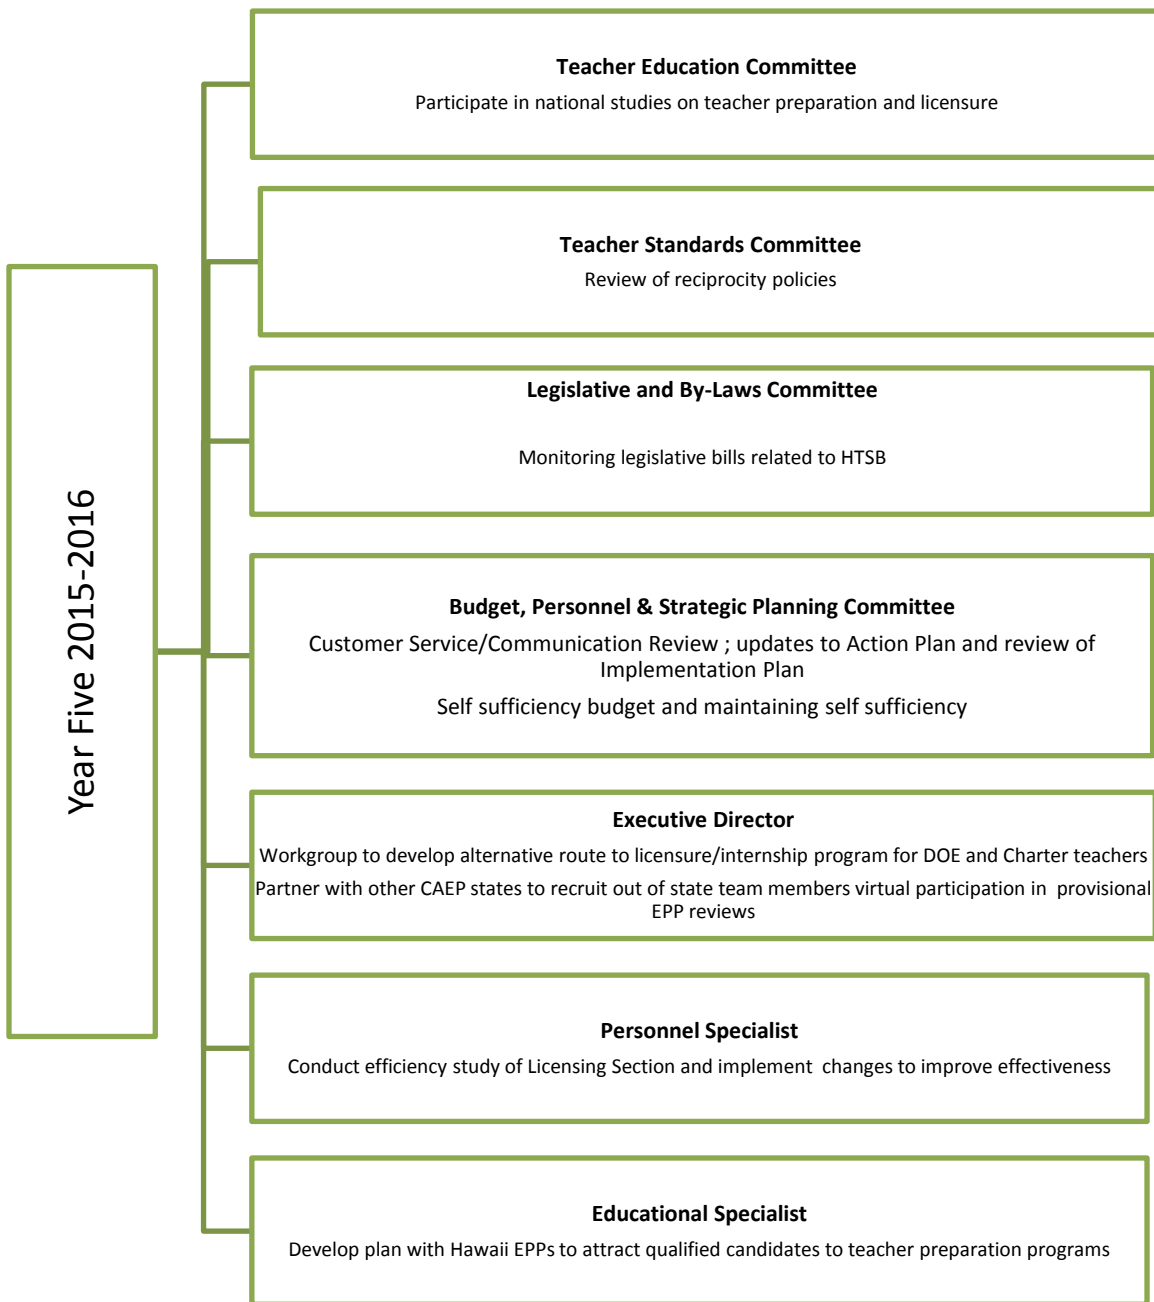 Year Five 2015-2016
Teacher Education Committee
Participate in national studies on teacher preparation and licensure
Teacher Standards Committee
Review of reciprocity policies
Legislative and By-Laws Committee
Monitoring legislative bills related to HTSB
Budget, Personnel & Strategic Planning Committee
Customer Service/Communication Review ; updates to Action Plan and review of
Implementation Plan
Self sufficiency budget and maintaining self sufficiency
Executive Director
Workgroup to develop alternative route to licensure/internship program for DOE and Charter teachers
Partner with other CAEP states to recruit out of state team members virtual participation in provisional
EPP reviews
Personnel Specialist
Conduct efficiency study of Licensing Section and implement changes to improve effectiveness
Educational Specialist
Develop plan with Hawaii EPPs to attract qualified candidates to teacher preparation programs